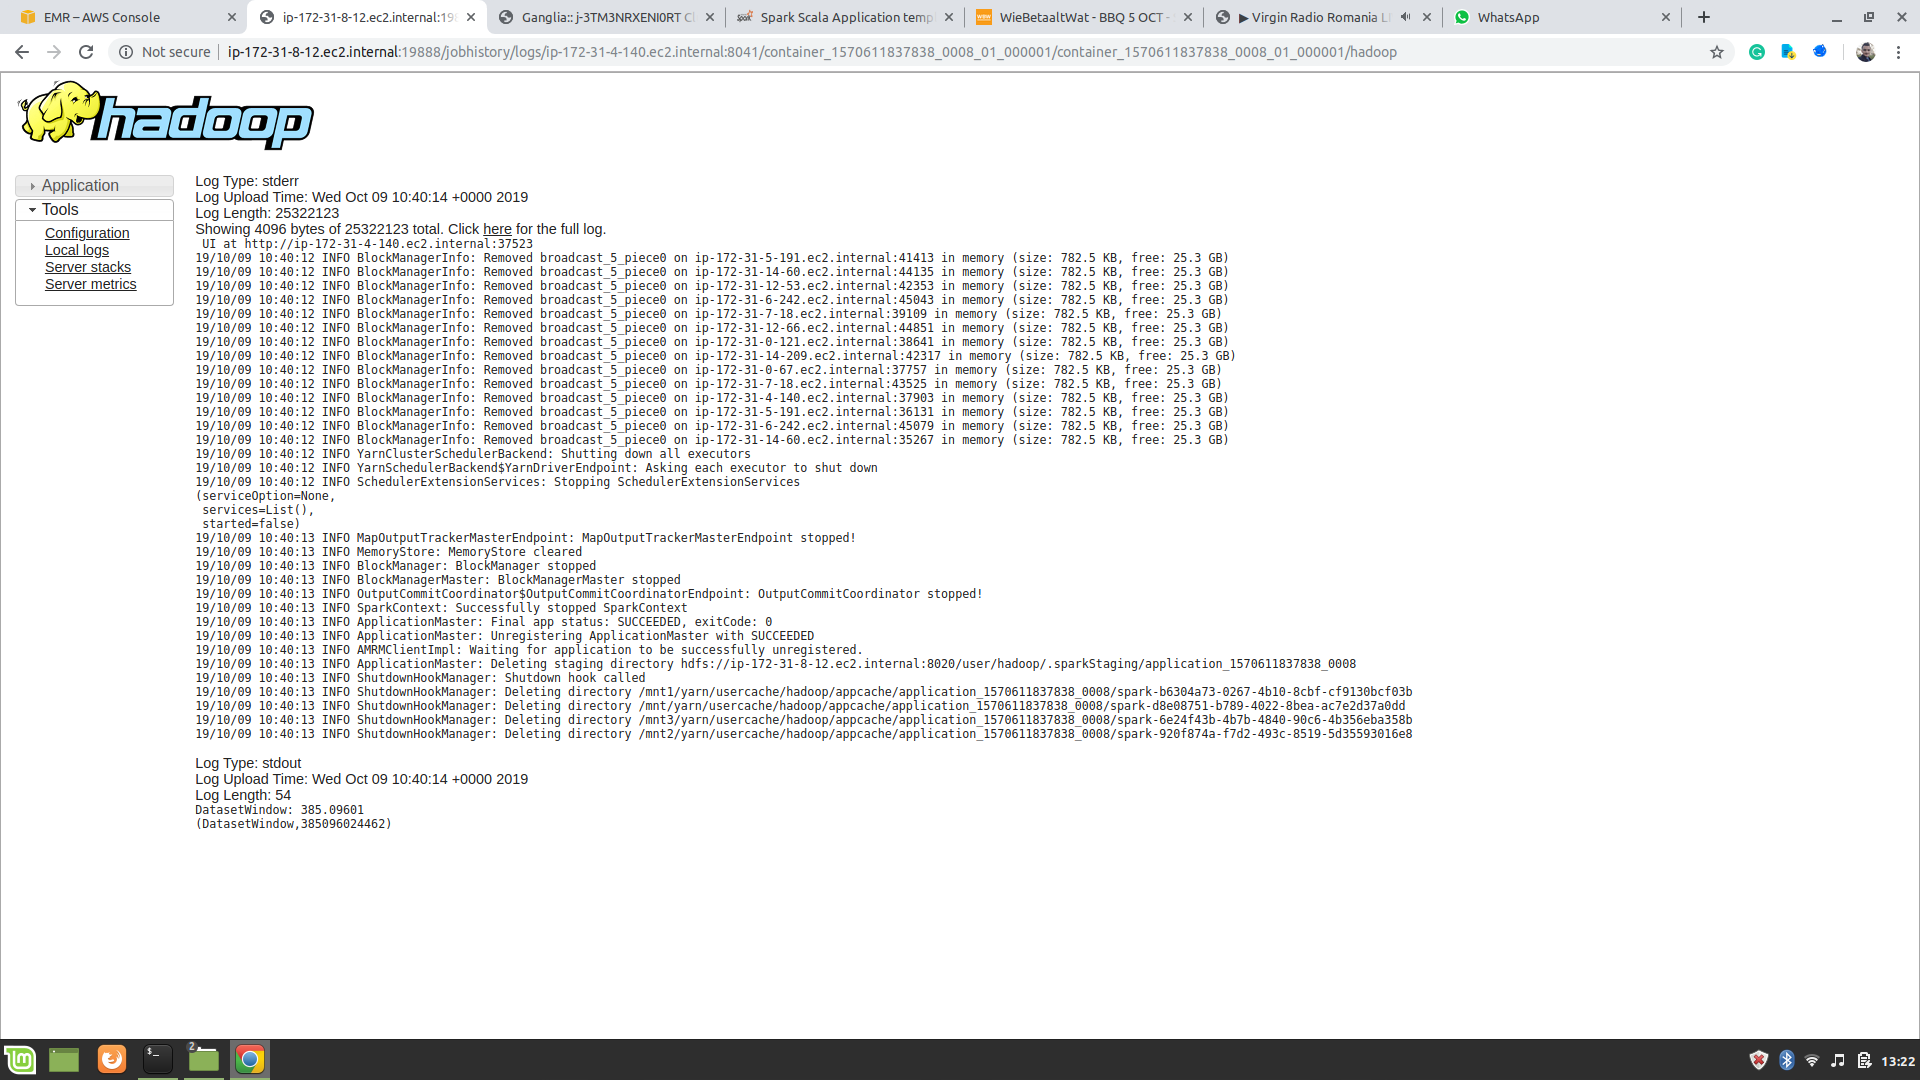 EMR – AWS Console
ip-172-31-8-12.ec2.internal:19
Ganglia:: j-3TM3NRXENI0RT C
Spark Scala Application temp
WieBetaaltWat - BBQ 5 OCT -
▶ Virgin Radio Romania L
WhatsApp
Not secure
ip-172-31-8-12.ec2.internal:19888/jobhistory/logs/ip-172-31-4-140.ec2.internal:8041/container_1570611837838_0008_01_000001/container_1570611837838_0008_01_000001/hadoop
hadoop
Application
Tools
Configuration
Local logs
Server stacks
Server metrics
Log Type: stderr
Log Upload Time: Wed Oct 09 10:40:14 +0000 2019
Log Length: 25322123
Showing 4096 bytes of 25322123 total. Click here for the full log.
UI at http://ip-172-31-4-140.ec2.internal:37523
19/10/09 10:40:12 INFO BlockManagerInfo: Removed broadcast_5_piece0 on ip-172-31-5-191.ec2.internal:41413 in memory (size: 782.5 KB, free: 25.3 GB)
19/10/09 10:40:12 INFO BlockManagerInfo: Removed broadcast_5_piece0 on ip-172-31-14-60.ec2.internal:44135 in memory (size: 782.5 KB, free: 25.3 GB)
19/10/09 10:40:12 INFO BlockManagerInfo: Removed broadcast_5_piece0 on ip-172-31-12-53.ec2.internal:42353 in memory (size: 782.5 KB, free: 25.3 GB)
19/10/09 10:40:12 INFO BlockManagerInfo: Removed broadcast_5_piece0 on ip-172-31-6-242.ec2.internal:45043 in memory (size: 782.5 KB, free: 25.3 GB)
19/10/09 10:40:12 INFO BlockManagerInfo: Removed broadcast_5_piece0 on ip-172-31-7-18.ec2.internal:39109 in memory (size: 782.5 KB, free: 25.3 GB)
19/10/09 10:40:12 INFO BlockManagerInfo: Removed broadcast_5_piece0 on ip-172-31-12-66.ec2.internal:44851 in memory (size: 782.5 KB, free: 25.3 GB)
19/10/09 10:40:12 INFO BlockManagerInfo: Removed broadcast_5_piece0 on ip-172-31-0-121.ec2.internal:38641 in memory (size: 782.5 KB, free: 25.3 GB)
19/10/09 10:40:12 INFO BlockManagerInfo: Removed broadcast_5_piece0 on ip-172-31-14-209.ec2.internal:42317 in memory (size: 782.5 KB, free: 25.3 GB)
19/10/09 10:40:12 INFO BlockManagerInfo: Removed broadcast_5_piece0 on ip-172-31-0-67.ec2.internal:37757 in memory (size: 782.5 KB, free: 25.3 GB)
19/10/09 10:40:12 INFO BlockManagerInfo: Removed broadcast_5_piece0 on ip-172-31-7-18.ec2.internal:43525 in memory (size: 782.5 KB, free: 25.3 GB)
19/10/09 10:40:12 INFO BlockManagerInfo: Removed broadcast_5_piece0 on ip-172-31-4-140.ec2.internal:37903 in memory (size: 782.5 KB, free: 25.3 GB)
19/10/09 10:40:12 INFO BlockManagerInfo: Removed broadcast_5_piece0 on ip-172-31-5-191.ec2.internal:36131 in memory (size: 782.5 KB, free: 25.3 GB)
19/10/09 10:40:12 INFO BlockManagerInfo: Removed broadcast_5_piece0 on ip-172-31-6-242.ec2.internal:45079 in memory (size: 782.5 KB, free: 25.3 GB)
19/10/09 10:40:12 INFO BlockManagerInfo: Removed broadcast_5_piece0 on ip-172-31-14-60.ec2.internal:35267 in memory (size: 782.5 KB, free: 25.3 GB)
19/10/09 10:40:12 INFO YarnClusterSchedulerBackend: Shutting down all executors
19/10/09 10:40:12 INFO YarnSchedulerBackend$YarnDriverEndpoint: Asking each executor to shut down
19/10/09 10:40:12 INFO SchedulerExtensionServices: Stopping SchedulerExtensionServices
(serviceOption=None,
services=List(),
started=false)
19/10/09 10:40:13 INFO MapOutputTrackerMasterEndpoint: MapOutputTrackerMasterEndpoint stopped!
19/10/09 10:40:13 INFO MemoryStore: MemoryStore cleared
19/10/09 10:40:13 INFO BlockManager: BlockManager stopped
19/10/09 10:40:13 INFO BlockManagerMaster: BlockManagerMaster stopped
19/10/09 10:40:13 INFO OutputCommitCoordinator$OutputCommitCoordinatorEndpoint: OutputCommitCoordinator stopped!
19/10/09 10:40:13 INFO SparkContext: Successfully stopped SparkContext
19/10/09 10:40:13 INFO ApplicationMaster: Final app status: SUCCEEDED, exitCode: 0
19/10/09 10:40:13 INFO ApplicationMaster: Unregistering ApplicationMaster with SUCCEEDED
19/10/09 10:40:13 INFO AMRMClientImpl: Waiting for application to be successfully unregistered.
19/10/09 10:40:13 INFO ApplicationMaster: Deleting staging directory hdfs://ip-172-31-8-12.ec2.internal:8020/user/hadoop/.sparkStaging/application_1570611837838_0008
19/10/09 10:40:13 INFO ShutdownHookManager: Shutdown hook called
19/10/09 10:40:13 INFO ShutdownHookManager: Deleting directory /mnt1/yarn/usercache/hadoop/appcache/application_1570611837838_0008/spark-b6304a73-0267-4b10-8cbf-cf9130bcf03b
19/10/09 10:40:13 INFO ShutdownHookManager: Deleting directory /mnt/yarn/usercache/hadoop/appcache/application_1570611837838_0008/spark-d8e08751-b789-4022-8bea-ac7e2d37a0dd
19/10/09 10:40:13 INFO ShutdownHookManager: Deleting directory /mnt3/yarn/usercache/hadoop/appcache/application_1570611837838_0008/spark-6e24f43b-4b7b-4840-90c6-4b356eba358b
19/10/09 10:40:13 INFO ShutdownHookManager: Deleting directory /mnt2/yarn/usercache/hadoop/appcache/application_1570611837838_0008/spark-920f874a-f7d2-493c-8519-5d35593016e8
Log Type: stdout
Log Upload Time: Wed Oct 09 10:40:14 +0000 2019
Log Length: 54
DatasetWindow: 385.09601
(DatasetWindow,385096024462)
2
13:22